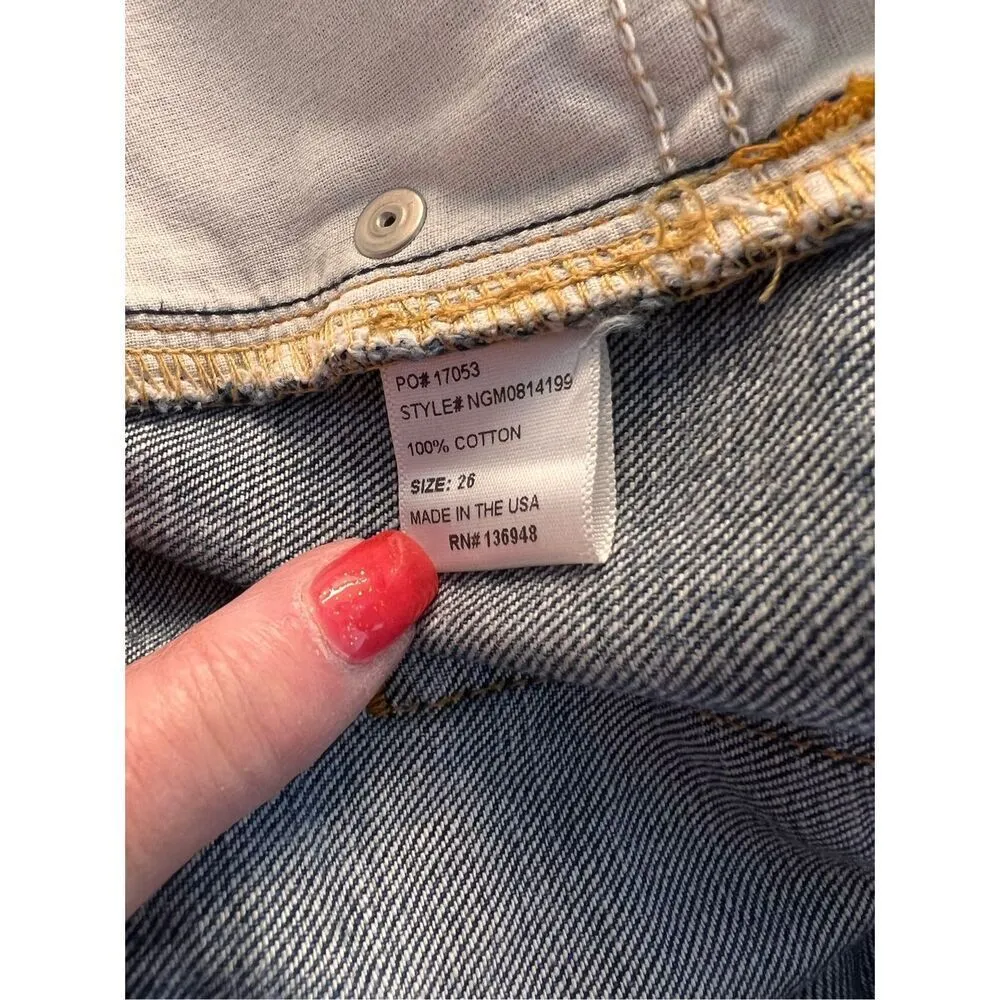 PO# 17053
STYLE# NGM0814199
100% COTTON
SIZE: 26
MADE IN THE USA
RN# 136948